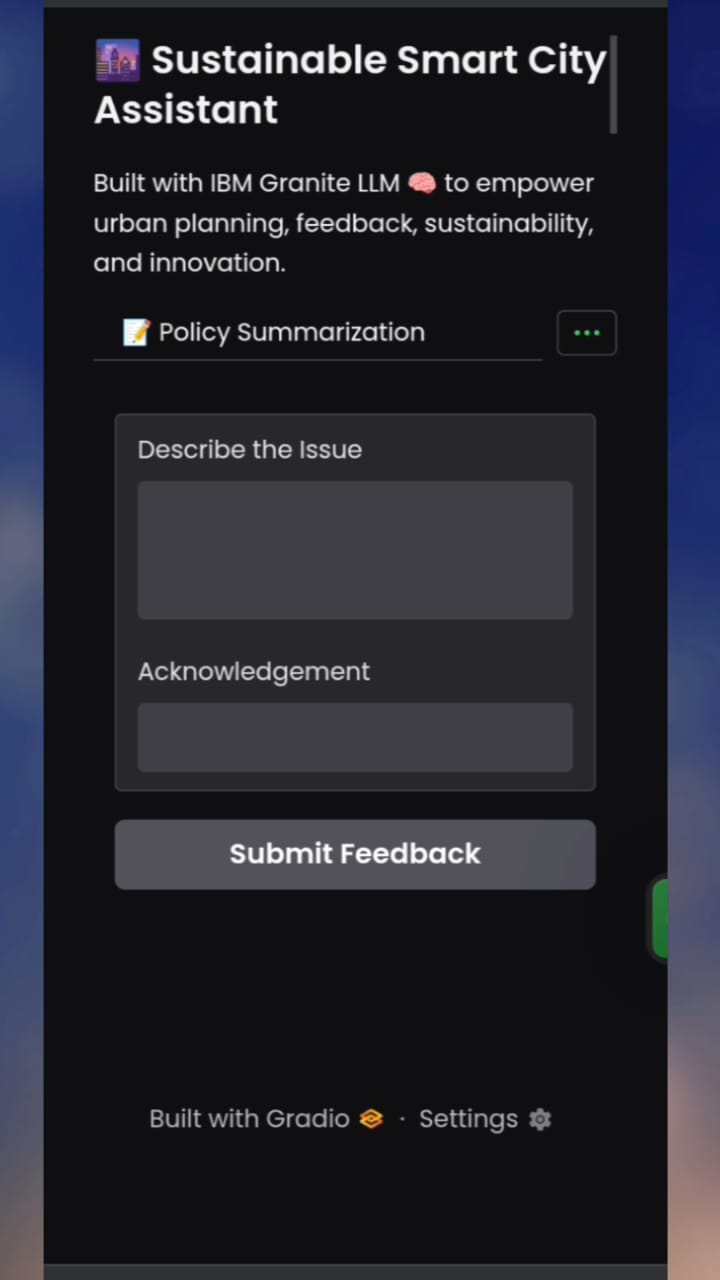 🌆 Sustainable Smart City
Assistant
Built with IBM Granite LLM 🧠 to empower
urban planning, feedback, sustainability,
and innovation.
📝 Policy Summarization
Describe the Issue
Acknowledgement
Submit Feedback
Built with Gradio · Settings